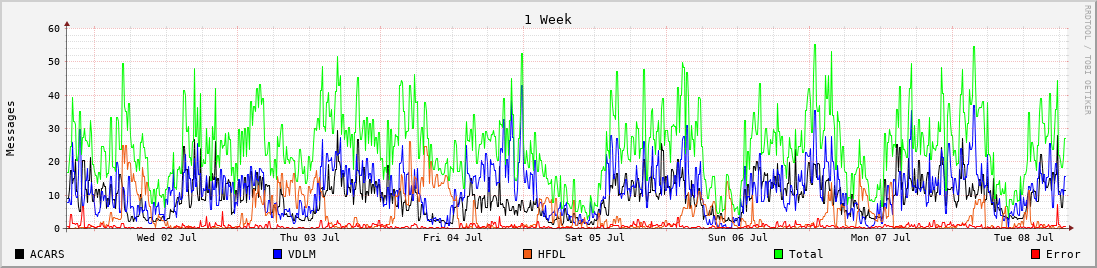 1 Week
RRDTOOL / TOBI OETIKER
Messages
60
50
40
30
20
10
0
Wed 02 Jul Thu 03 Jul Fri 04 Jul Sat 05 Jul Sun 06 Jul Mon 07 Jul Tue 08 Jul
ACARS VDLM HFDL Total Error